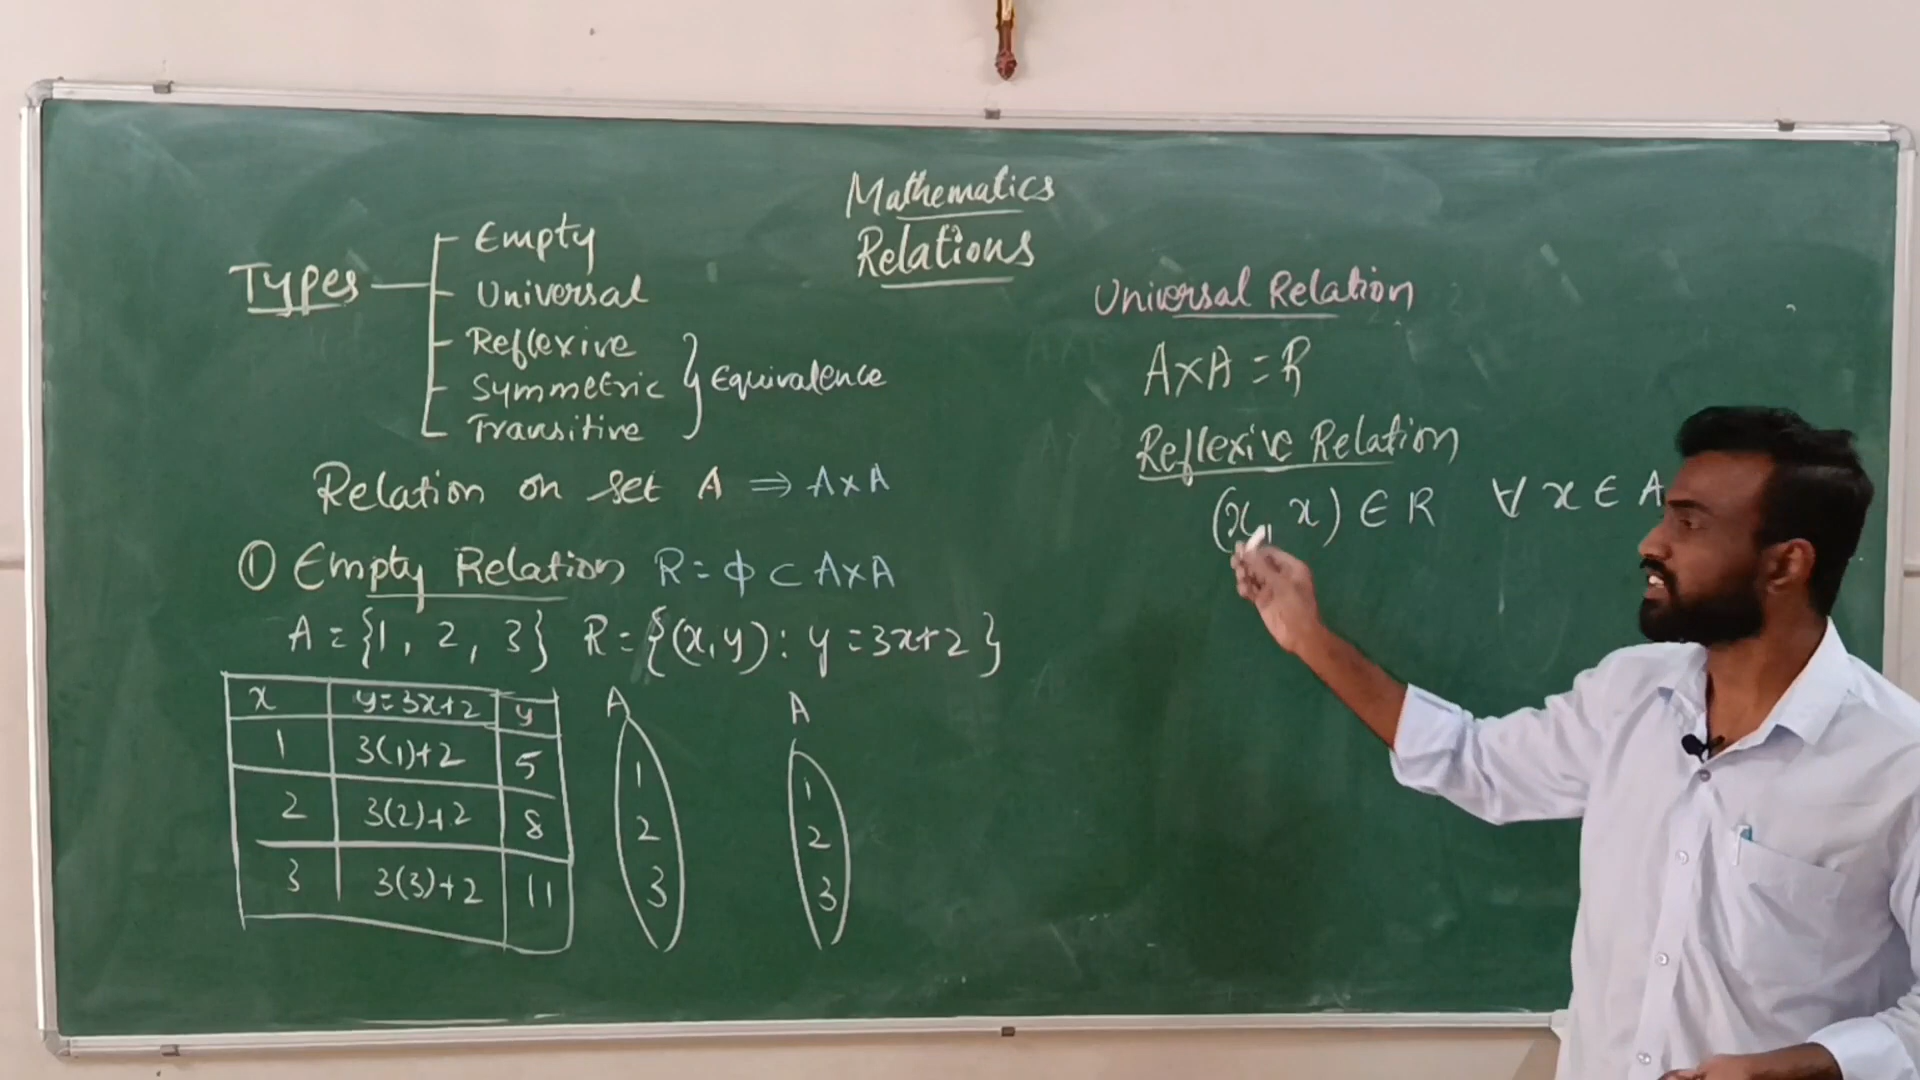 Mathematics
Relations
Types
Empty
Universal
Reflexive
Symmetric
Transitive
Equivalence
Relation on set A ⇒ A×A
① Empty Relation R = ϕ ⊂ A×A
A = {1, 2, 3} R = {(x,y) : y = 3x+2}
x y=3x+2 y
1 3(1)+2 5
2 3(2)+2 8
3 3(3)+2 11
A A
1 1
2 2
3 3
Universal Relation
A×A = R
Reflexive Relation
(x, x) ∈ R ∀ x ∈ A